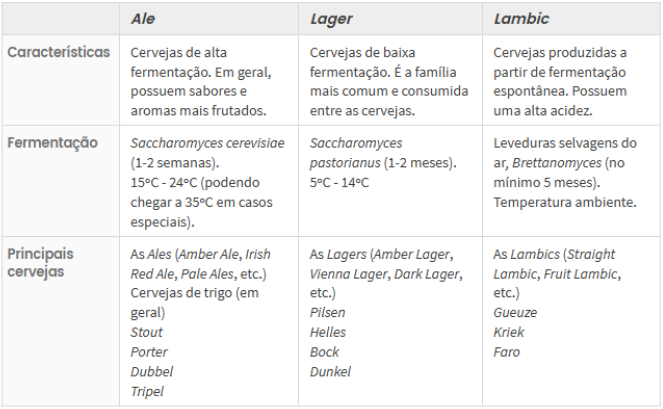 Ale
Lager
Lambic
Características
Cervejas de alta
fermentação. Em geral,
possuem sabores e
aromas mais frutados.
Cervejas de baixa
fermentação. É a família
mais comum e consumida
entre as cervejas.
Cervejas produzidas a
partir de fermentação
espontânea. Possuem
uma alta acidez.
Fermentação
Saccharomyces cerevisiae
(1-2 semanas).
15ºC - 24ºC (podendo
chegar a 35ºC em casos
especiais).
Saccharomyces
pastorianus (1-2 meses).
5ºC - 14ºC
Leveduras selvagens do
ar, Brettanomyces (no
mínimo 5 meses).
Temperatura ambiente.
Principais
cervejas
As Ales (Amber Ale, Irish
Red Ale, Pale Ales, etc.)
Cervejas de trigo (em
geral)
Stout
Porter
Dubbel
Tripel
As Lagers (Amber Lager,
Vienna Lager, Dark Lager,
etc.)
Pilsen
Helles
Bock
Dunkel
As Lambics (Straight
Lambic, Fruit Lambic,
etc.)
Gueuze
Kriek
Faro